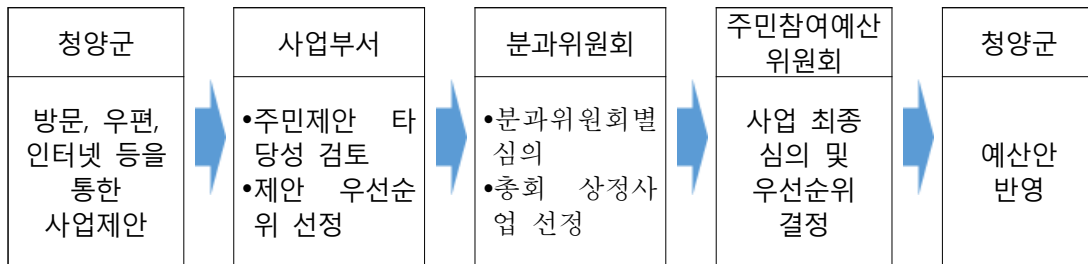 청양군
방문, 우편,
인터넷 등을
통한
사업제안
사업부서
•주민제안 타
당성 검토
•제안 우선순
위 선정
분과위원회
•분과위원회별
심의
•총회 상정사
업 선정
주민참여예산
위원회
사업 최종
심의 및
우선순위
결정
청양군
예산안
반영